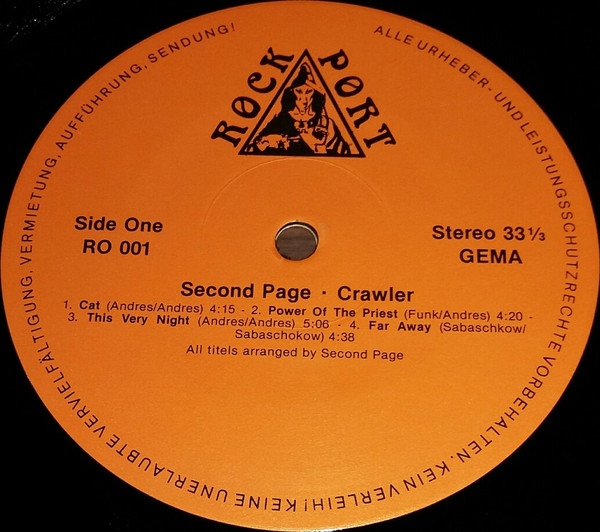 ALLE URHEBER- UND LEISTUNGSSCHUTZRECHTE VORBEHALTEN. KEIN VERLEIH! KEINE UNERLAUBTE VERVIELFÄLTIGUNG, VERMIETUNG, AUFFÜHRUNG, SENDUNG!
ROCK PORT
Side One
RO 001
Stereo 33 1/3
GEMA
Second Page · Crawler
1. Cat (Andres/Andres) 4:15 - 2. Power Of The Priest (Funk/Andres) 4:20 -
3. This Very Night (Andres/Andres) 5:06 - 4. Far Away (Sabaschkow/
Sabaschokow) 4:38
All titels arranged by Second Page